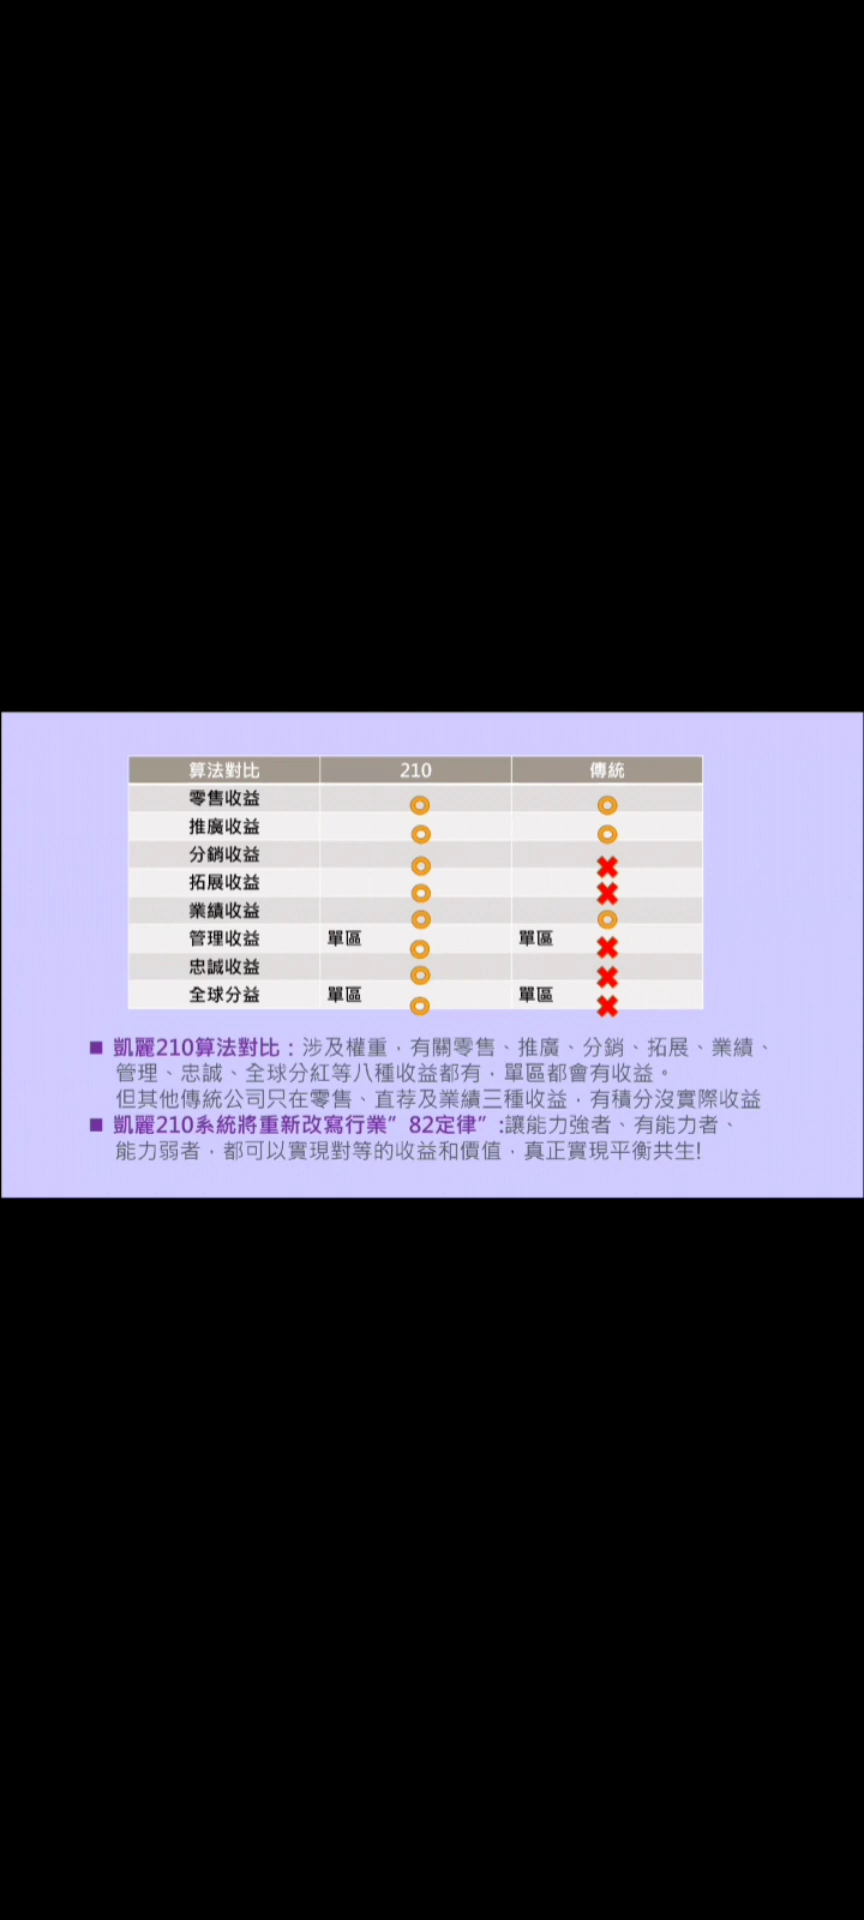 算法對比 210 傳統
零售收益
推廣收益
分銷收益
拓展收益
業績收益
管理收益 單區 單區
忠誠收益
全球分益 單區 單區
■ 凱麗210算法對比：涉及權重，有關零售、推廣、分銷、拓展、業績、
管理、忠誠、全球分紅等八種收益都有，單區都會有收益。
但其他傳統公司只在零售、直荐及業績三種收益，有積分沒實際收益
■ 凱麗210系統將重新改寫行業”82定律”:讓能力強者、有能力者、
能力弱者，都可以實現對等的收益和價值，真正實現平衡共生!